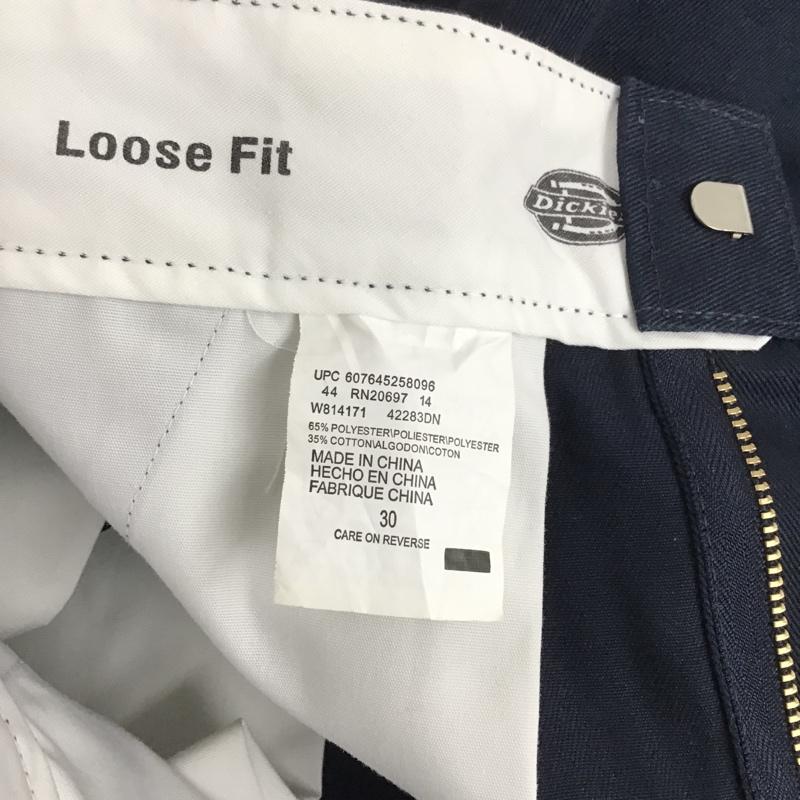 Loose Fit
Dickies
UPC 607645258096
44 RN20697 14
W814171 42283DN
65% POLYESTER\POLIESTER\POLYESTER
35% COTTON\ALGODON\COTON
MADE IN CHINA
HECHO EN CHINA
FABRIQUE CHINA
30
CARE ON REVERSE